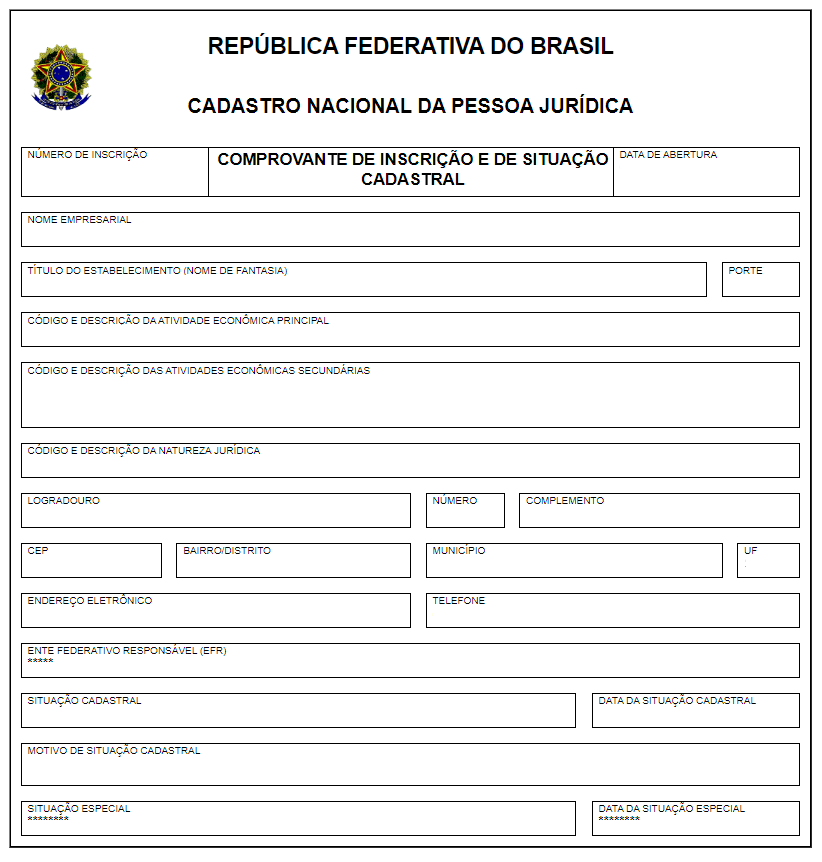 REPÚBLICA FEDERATIVA DO BRASIL
CADASTRO NACIONAL DA PESSOA JURÍDICA
NÚMERO DE INSCRIÇÃO
COMPROVANTE DE INSCRIÇÃO E DE SITUAÇÃO
CADASTRAL
DATA DE ABERTURA
NOME EMPRESARIAL
TÍTULO DO ESTABELECIMENTO (NOME DE FANTASIA)
PORTE
CÓDIGO E DESCRIÇÃO DA ATIVIDADE ECONÔMICA PRINCIPAL
CÓDIGO E DESCRIÇÃO DAS ATIVIDADES ECONÔMICAS SECUNDÁRIAS
CÓDIGO E DESCRIÇÃO DA NATUREZA JURÍDICA
LOGRADOURO
NÚMERO
COMPLEMENTO
CEP
BAIRRO/DISTRITO
MUNICÍPIO
UF
ENDEREÇO ELETRÔNICO
TELEFONE
ENTE FEDERATIVO RESPONSÁVEL (EFR)
*****
SITUAÇÃO CADASTRAL
DATA DA SITUAÇÃO CADASTRAL
MOTIVO DE SITUAÇÃO CADASTRAL
SITUAÇÃO ESPECIAL
********
DATA DA SITUAÇÃO ESPECIAL
********